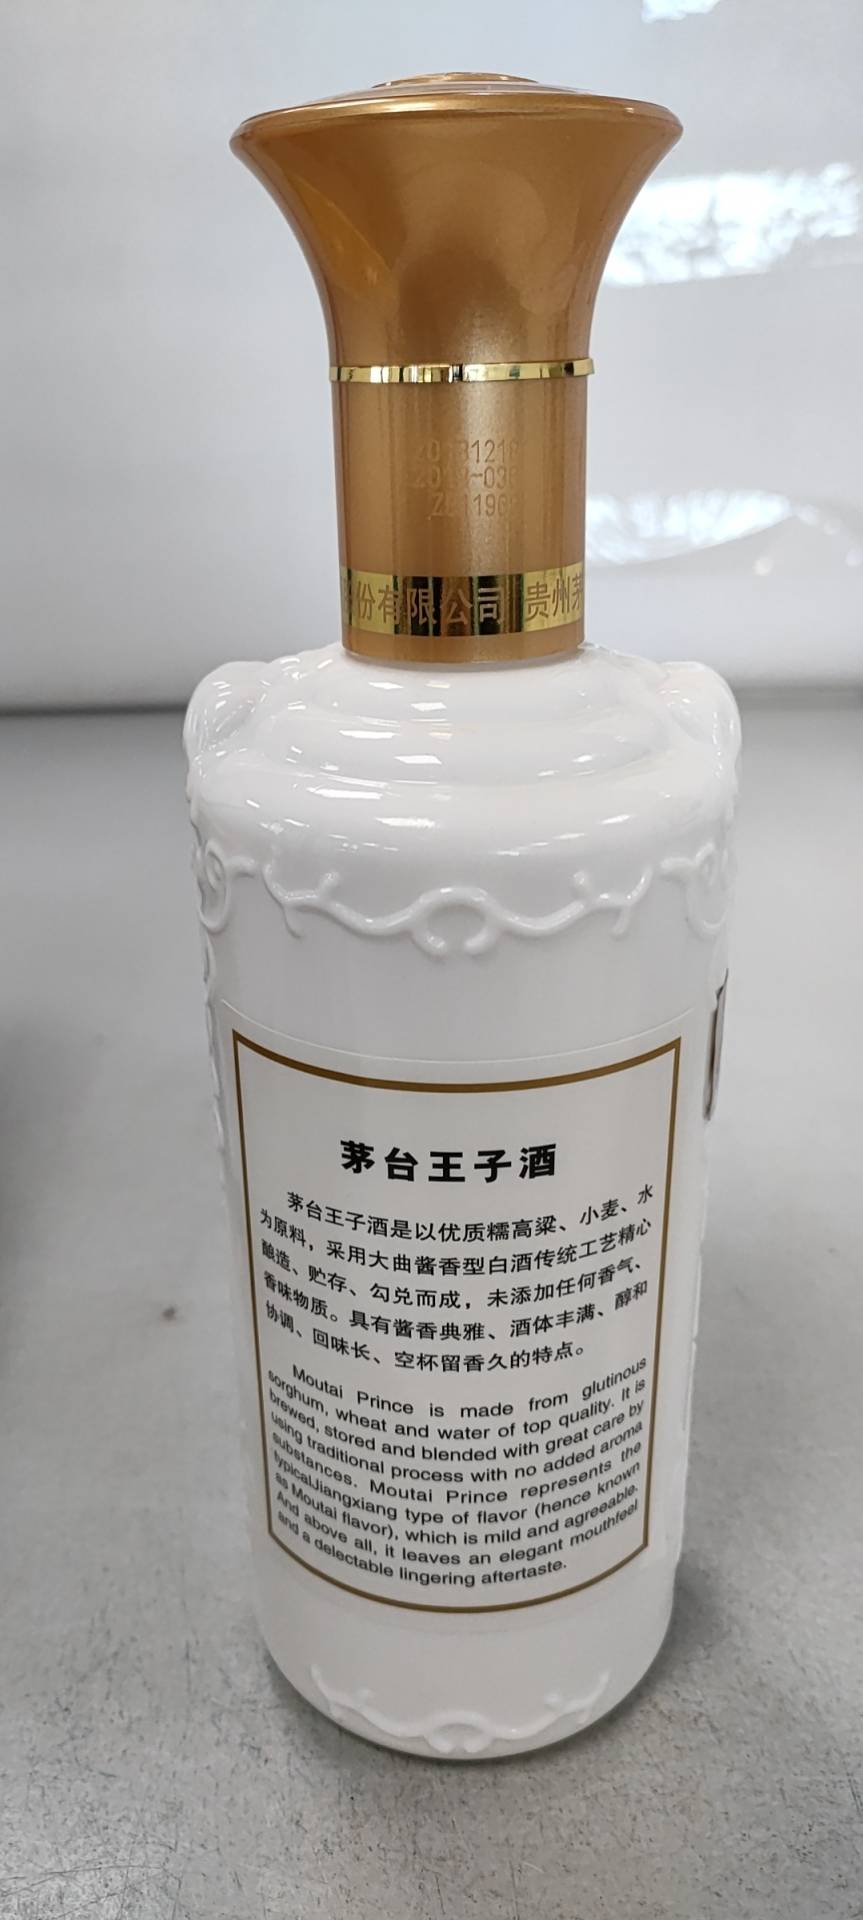 份有限公司 贵州茅
茅台王子酒
茅台王子酒是以优质糯高粱、小麦、水
为原料，采用大曲酱香型白酒传统工艺精心
酿造、贮存、勾兑而成，未添加任何香气、
香味物质。具有酱香典雅、酒体丰满、醇和
协调、回味长、空杯留香久的特点。
Moutai Prince is made from glutinous
sorghum, wheat and water of top quality. It is
brewed, stored and blended with great care by
using traditional process with no added aroma
substances. Moutai Prince represents the
typicalJiangxiang type of flavor (hence known
as Moutai flavor), which is mild and agreeable.
And above all, it leaves an elegant mouthfeel
and a delectable lingering aftertaste.